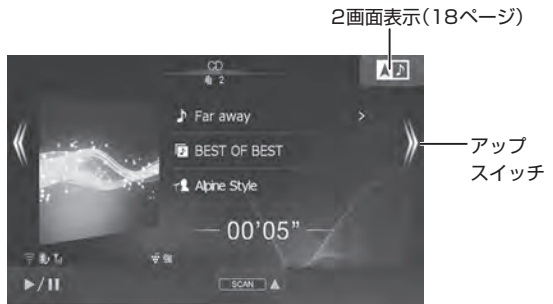 2画面表示（18ページ）
CD
2
Far away
BEST OF BEST
Alpine Style
00'05"
SCAN
アップ
スイッチ